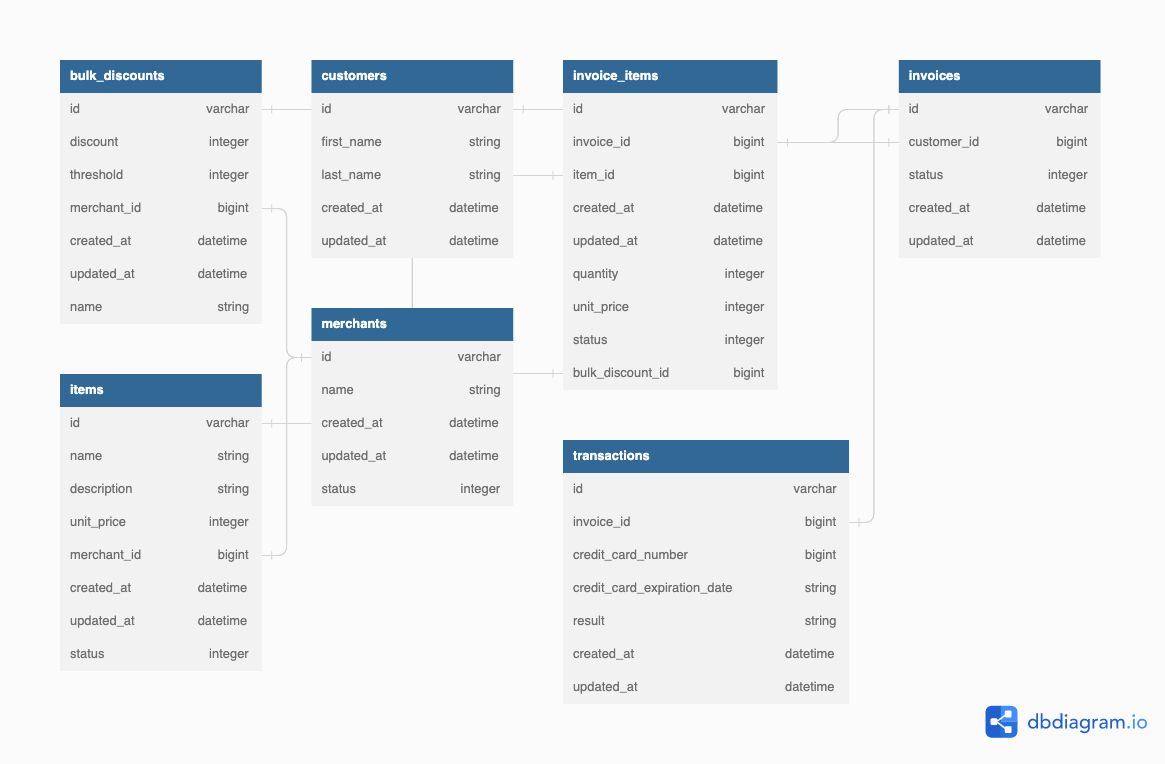 bulk_discounts
id varchar
discount integer
threshold integer
merchant_id bigint
created_at datetime
updated_at datetime
name string
customers
id varchar
first_name string
last_name string
created_at datetime
updated_at datetime
invoice_items
id varchar
invoice_id bigint
item_id bigint
created_at datetime
updated_at datetime
quantity integer
unit_price integer
status integer
bulk_discount_id bigint
invoices
id varchar
customer_id bigint
status integer
created_at datetime
updated_at datetime
merchants
id varchar
name string
created_at datetime
updated_at datetime
status integer
items
id varchar
name string
description string
unit_price integer
merchant_id bigint
created_at datetime
updated_at datetime
status integer
transactions
id varchar
invoice_id bigint
credit_card_number bigint
credit_card_expiration_date string
result string
created_at datetime
updated_at datetime
dbdiagram.io